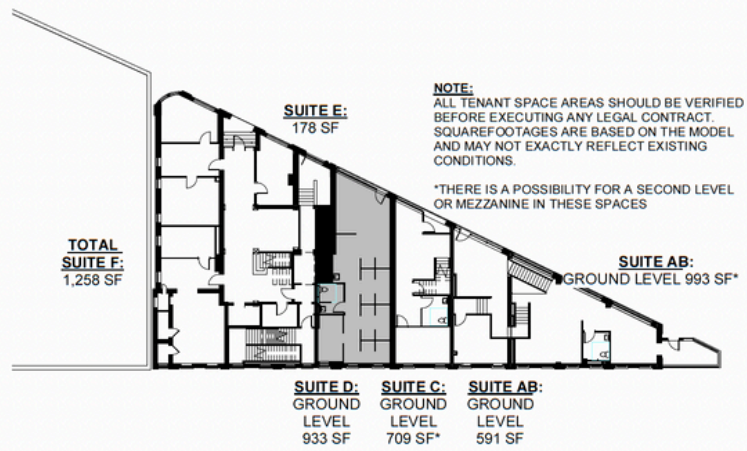 SUITE E:
178 SF
NOTE:
ALL TENANT SPACE AREAS SHOULD BE VERIFIED
BEFORE EXECUTING ANY LEGAL CONTRACT.
SQUAREFOOTAGES ARE BASED ON THE MODEL
AND MAY NOT EXACTLY REFLECT EXISTING
CONDITIONS.
*THERE IS A POSSIBILITY FOR A SECOND LEVEL
OR MEZZANINE IN THESE SPACES
TOTAL
SUITE F:
1,258 SF
SUITE AB:
GROUND LEVEL 993 SF*
SUITE D:
GROUND
LEVEL
933 SF
SUITE C:
GROUND
LEVEL
709 SF*
SUITE AB:
GROUND
LEVEL
591 SF